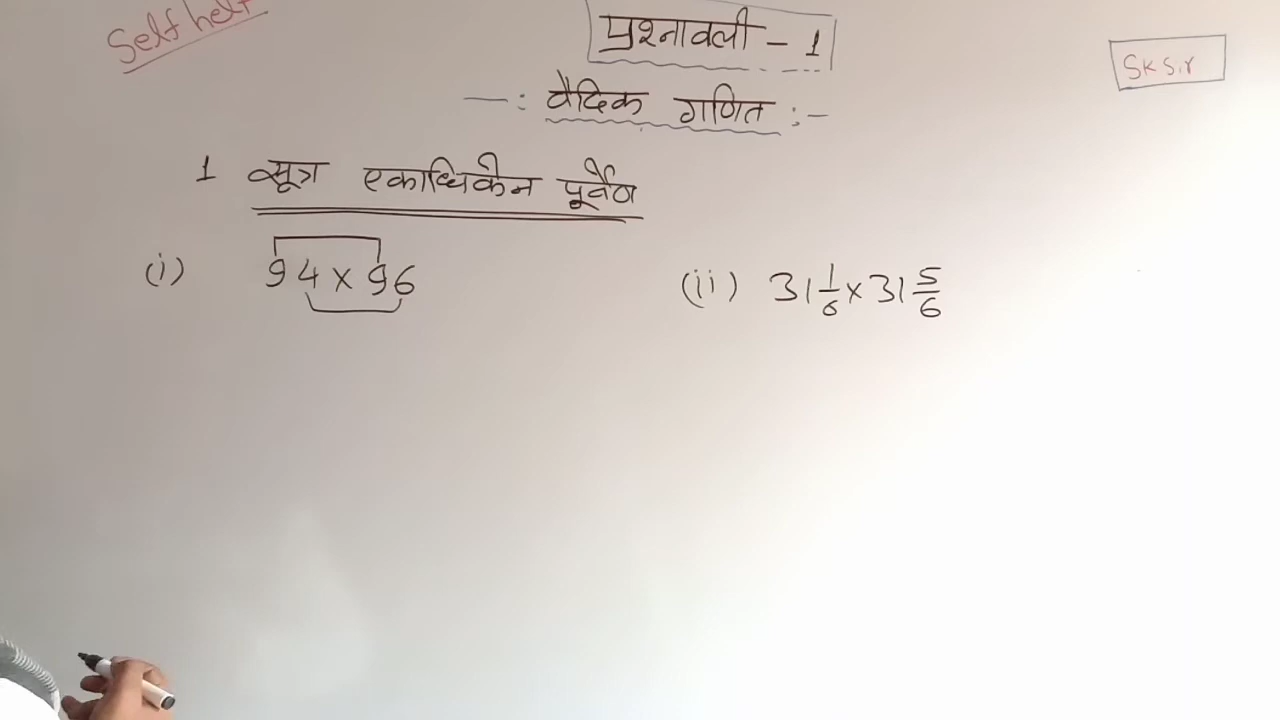 Self help
प्रश्नावली - 1
SK Sir
—: वैदिक गणित :—
1 सूत्र एकाधिकेन पूर्वेण
(i) 94 x 96
(ii) 31 1/6 x 31 5/6